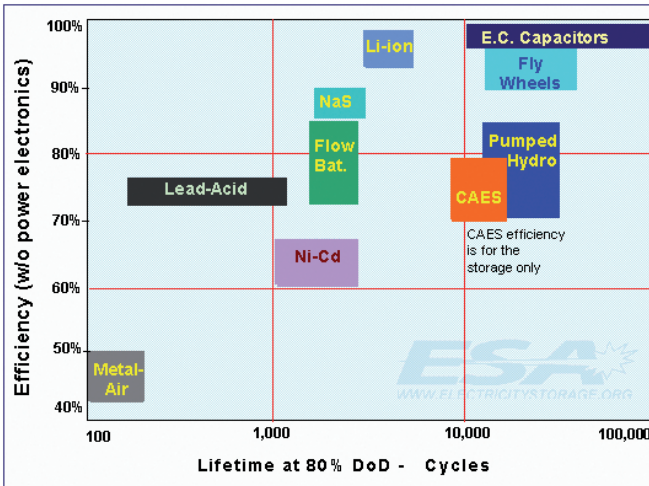 100%
90%
80%
70%
60%
50%
40%
Efficiency (w/o power electronics)
Li-ion
E.C. Capacitors
Fly
Wheels
NaS
Flow
Bat.
Pumped
Hydro
Lead-Acid
CAES
CAES efficiency
is for the
storage only
Ni-Cd
Metal-
Air
ESA
WWW.ELECTRICITYSTORAGE.ORG
100
1,000
10,000
100,000
Lifetime at 80% DoD - Cycles